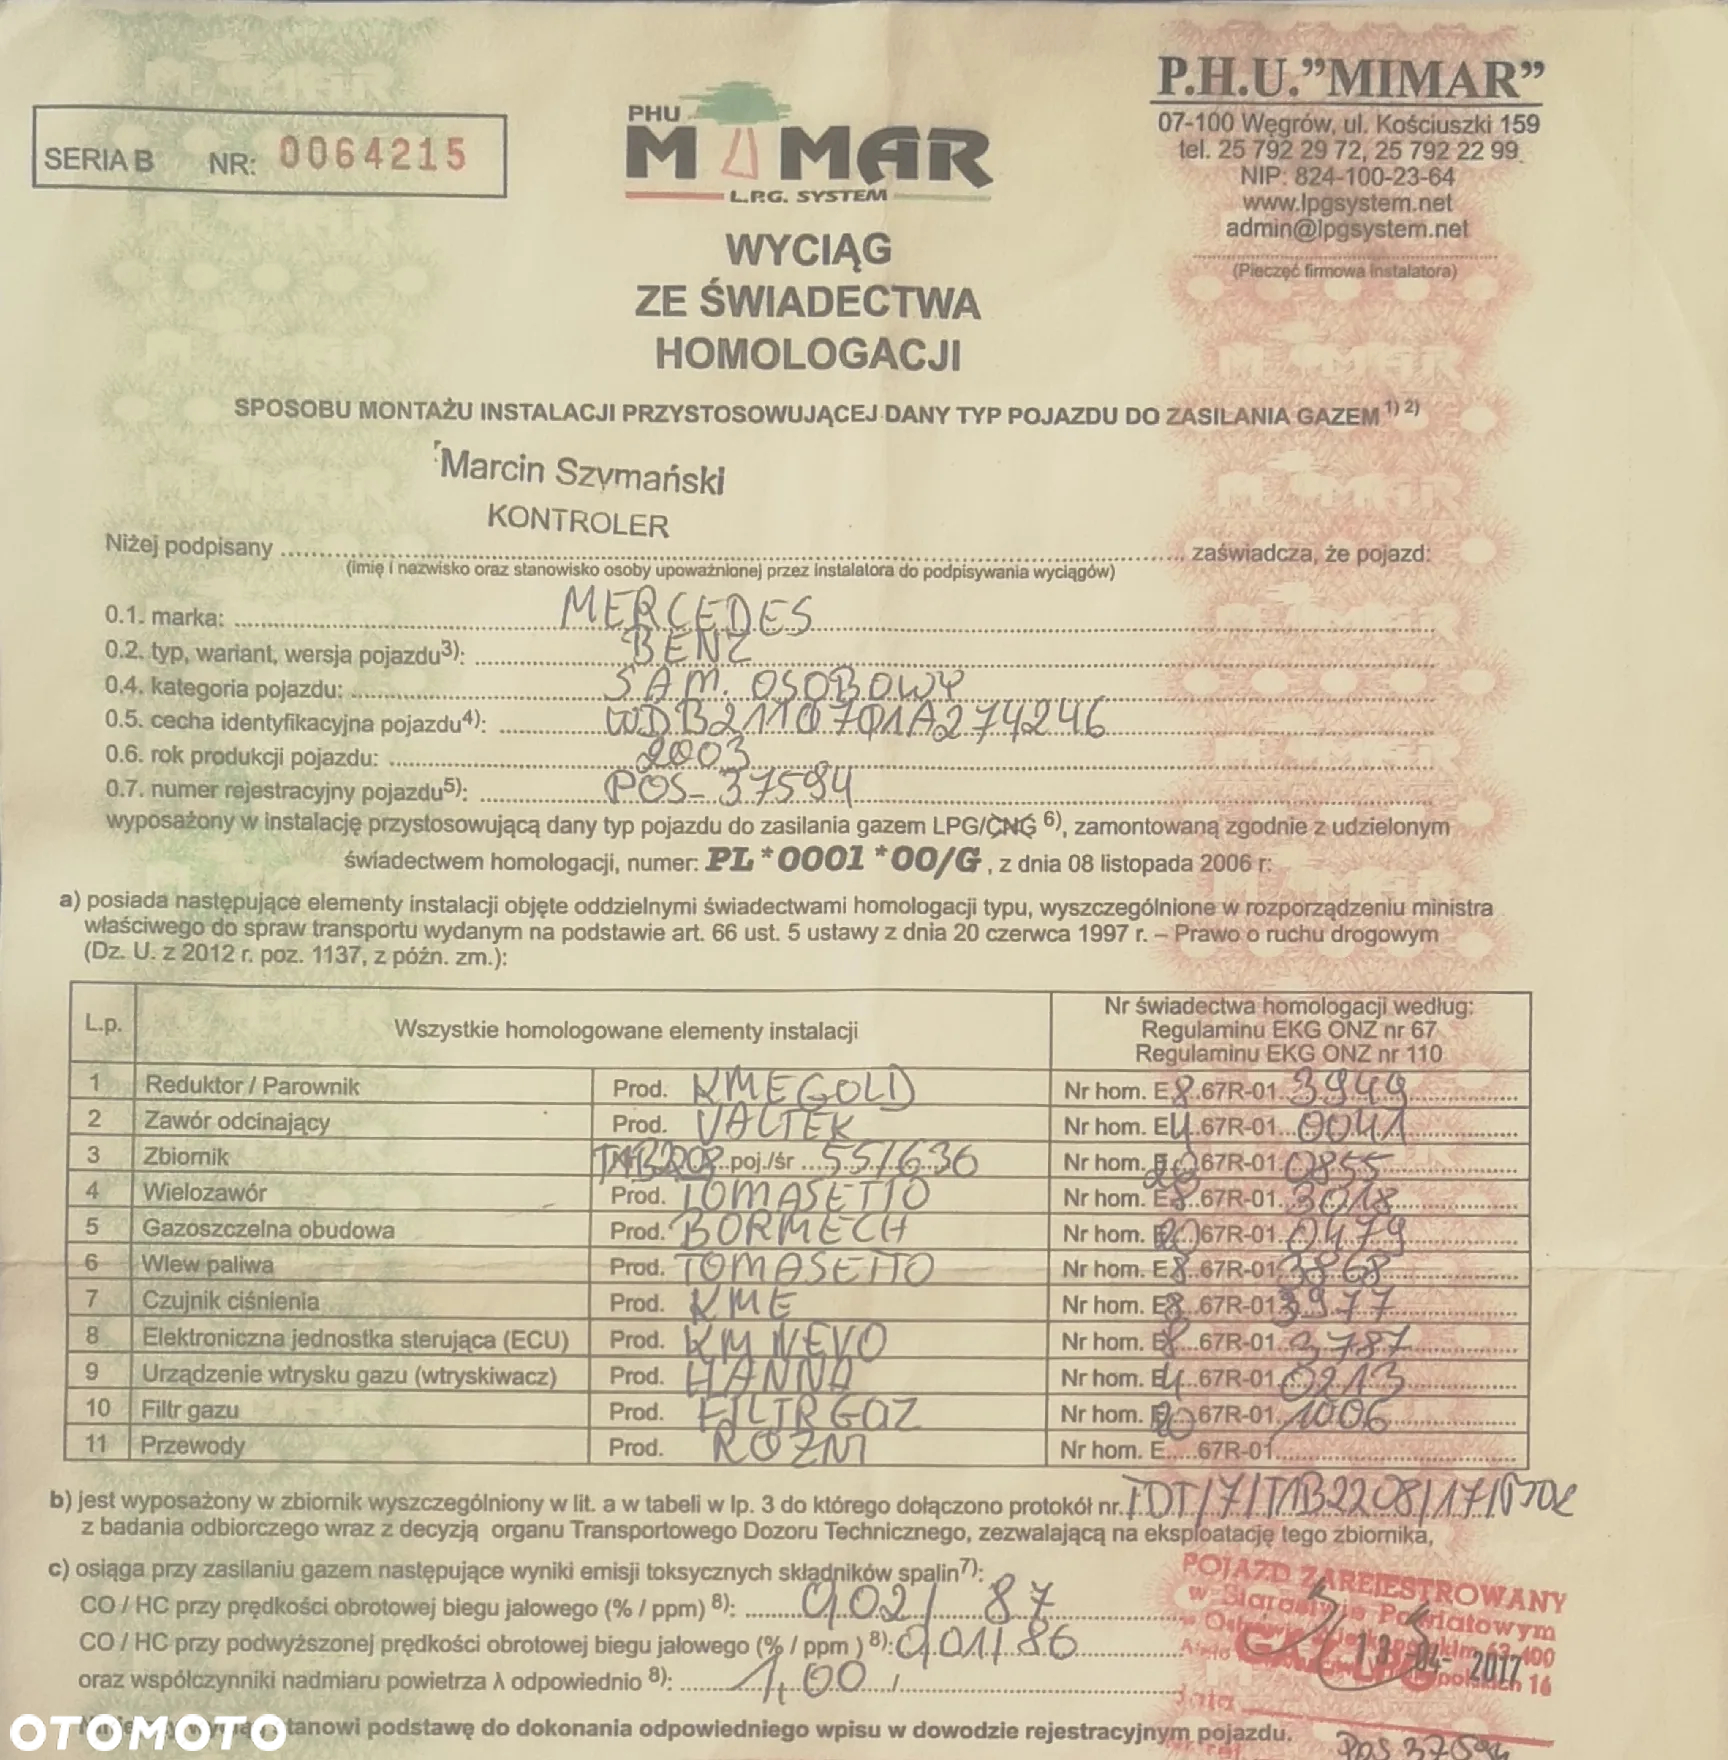 SERIA B NR: 0064215
PHU
MIMAR
L.P.G. SYSTEM
P.H.U."MIMAR"
07-100 Węgrów, ul. Kościuszki 159
tel. 25 792 29 72, 25 792 22 99
NIP: 824-100-23-64
www.lpgsystem.net
admin@lpgsystem.net
(Pieczęć firmowa instalatora)
WYCIĄG
ZE ŚWIADECTWA
HOMOLOGACJI
SPOSOBU MONTAŻU INSTALACJI PRZYSTOSOWUJĄCEJ DANY TYP POJAZDU DO ZASILANIA GAZEM 1) 2)
Marcin Szymański
KONTROLER
Niżej podpisany ........ zaświadcza, że pojazd:
(imię i nazwisko oraz stanowisko osoby upoważnionej przez instalatora do podpisywania wyciągów)
0.1. marka: MERCEDES
0.2. typ, wariant, wersja pojazdu3): BENZ
0.4. kategoria pojazdu: SAM. OSOBOWY
0.5. cecha identyfikacyjna pojazdu4): WDB2110701A274246
0.6. rok produkcji pojazdu: 2003
0.7. numer rejestracyjny pojazdu5): POS-37594
wyposażony w instalację przystosowującą dany typ pojazdu do zasilania gazem LPG/CNG 6), zamontowaną zgodnie z udzielonym
świadectwem homologacji, numer: PL*0001*00/G, z dnia 08 listopada 2006 r:
a) posiada następujące elementy instalacji objęte oddzielnymi świadectwami homologacji typu, wyszczególnione w rozporządzeniu ministra
właściwego do spraw transportu wydanym na podstawie art. 66 ust. 5 ustawy z dnia 20 czerwca 1997 r. – Prawo o ruchu drogowym
(Dz. U. z 2012 r. poz. 1137, z późn. zm.):
L.p. Wszystkie homologowane elementy instalacji Nr świadectwa homologacji według:
Regulaminu EKG ONZ nr 67
Regulaminu EKG ONZ nr 110
1 Reduktor / Parownik Prod. KME GOLD Nr hom. E8 67R-01 3949
2 Zawór odcinający Prod. VALTEK Nr hom. E4 67R-01 0041
3 Zbiornik poj./śr 55/636 Nr hom. E20 67R-01 0855
4 Wielozawór Prod. TOMASETTO Nr hom. E8 67R-01 3018
5 Gazoszczelna obudowa Prod. BORMECH Nr hom. E20 67R-01 0479
6 Wlew paliwa Prod. TOMASETTO Nr hom. E8 67R-01 3868
7 Czujnik ciśnienia Prod. KME Nr hom. E8 67R-01 3977
8 Elektroniczna jednostka sterująca (ECU) Prod. KM NEVO Nr hom. E8 67R-01 3787
9 Urządzenie wtrysku gazu (wtryskiwacz) Prod. HANNA Nr hom. E4 67R-01 0213
10 Filtr gazu Prod. FILTR GAZ Nr hom. E20 67R-01 1006
11 Przewody Prod. ROŻNI Nr hom. E 67R-01
b) jest wyposażony w zbiornik wyszczególniony w lit. a w tabeli w lp. 3 do którego dołączono protokół nr.
z badania odbiorczego wraz z decyzją organu Transportowego Dozoru Technicznego, zezwalającą na eksploatację tego zbiornika,
c) osiąga przy zasilaniu gazem następujące wyniki emisji toksycznych składników spalin7):
CO / HC przy prędkości obrotowej biegu jałowego (% / ppm) 8): 0,02 / 87
CO / HC przy podwyższonej prędkości obrotowej biegu jałowego (% / ppm ) 8): 0,01 / 86
oraz współczynniki nadmiaru powietrza λ odpowiednio 8): 1,00 /
POJAZD ZAREJESTROWANY
w Starostwie Powiatowym
63-400
13 -04- 2017
Data
stanowi podstawę do dokonania odpowiedniego wpisu w dowodzie rejestracyjnym pojazdu.
POS 37594
OTOMOTO